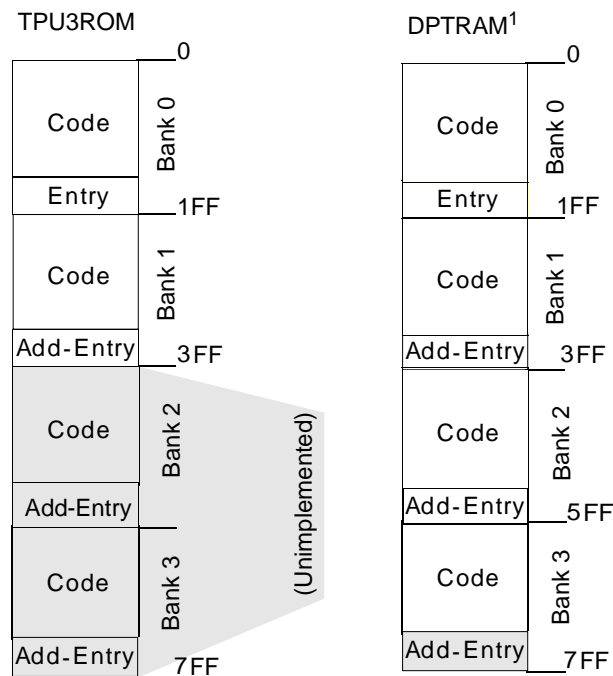 TPU3ROM
0
Code
Bank 0
Entry
1FF
Code
Bank 1
Add-Entry
3FF
Code
Bank 2
Add-Entry
Code
Bank 3
Add-Entry
7FF
(Unimplemented)
DPTRAM1
0
Code
Bank 0
Entry
1FF
Code
Bank 1
Add-Entry
3FF
Code
Bank 2
Add-Entry
5FF
Code
Bank 3
Add-Entry
7FF